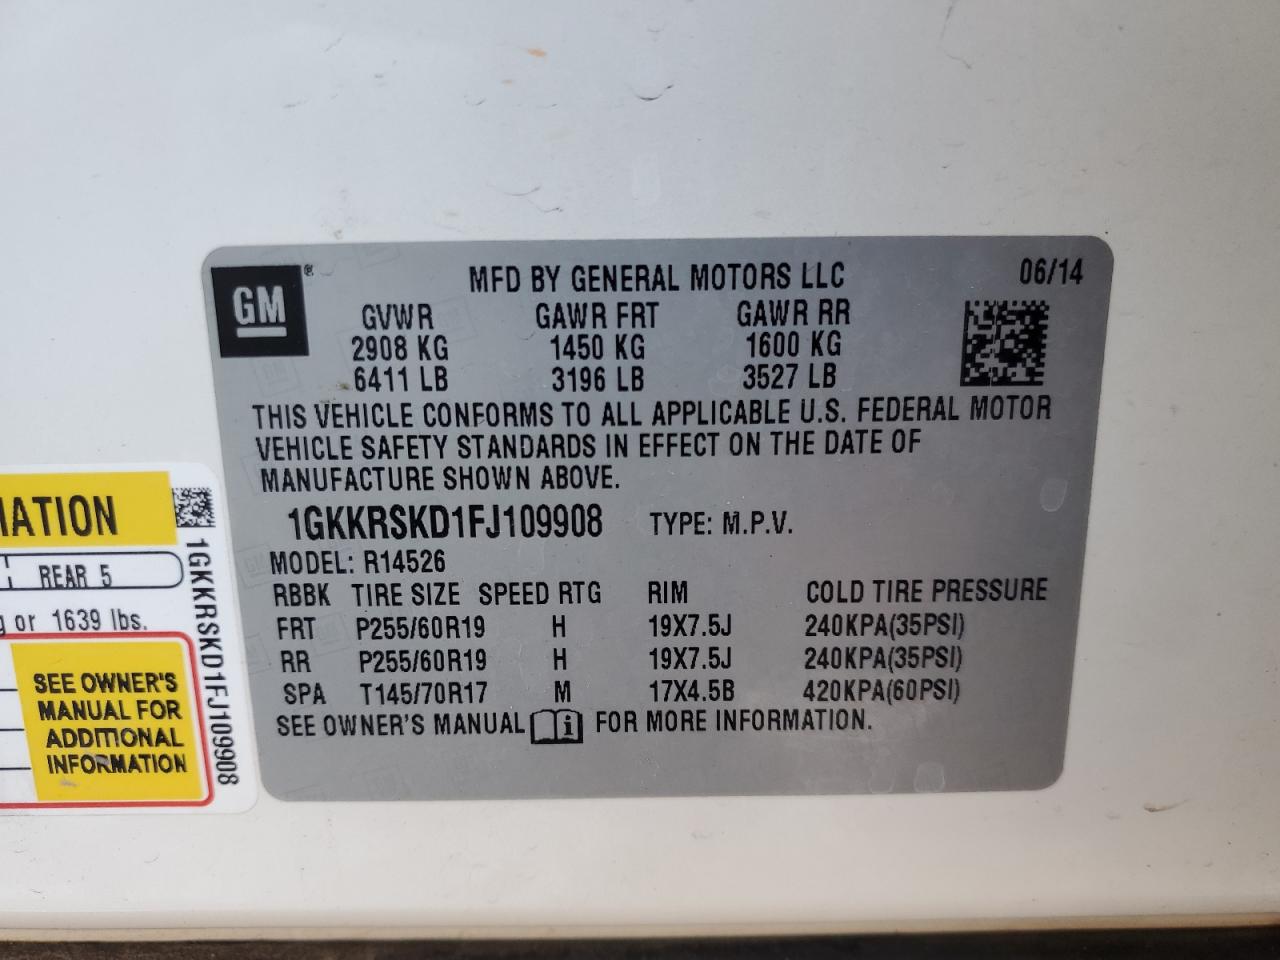 GM ®
MFD BY GENERAL MOTORS LLC 06/14
GVWR GAWR FRT GAWR RR
2908 KG 1450 KG 1600 KG
6411 LB 3196 LB 3527 LB
THIS VEHICLE CONFORMS TO ALL APPLICABLE U.S. FEDERAL MOTOR
VEHICLE SAFETY STANDARDS IN EFFECT ON THE DATE OF
MANUFACTURE SHOWN ABOVE.
1GKKRSKD1FJ109908 TYPE: M.P.V.
MODEL: R14526
RBBK TIRE SIZE SPEED RTG RIM COLD TIRE PRESSURE
FRT P255/60R19 H 19X7.5J 240KPA(35PSI)
RR P255/60R19 H 19X7.5J 240KPA(35PSI)
SPA T145/70R17 M 17X4.5B 420KPA(60PSI)
SEE OWNER'S MANUAL i FOR MORE INFORMATION.
MATION
REAR 5
g or 1639 lbs.
SEE OWNER'S
MANUAL FOR
ADDITIONAL
INFORMATION
1GKKRSKD1FJ109908